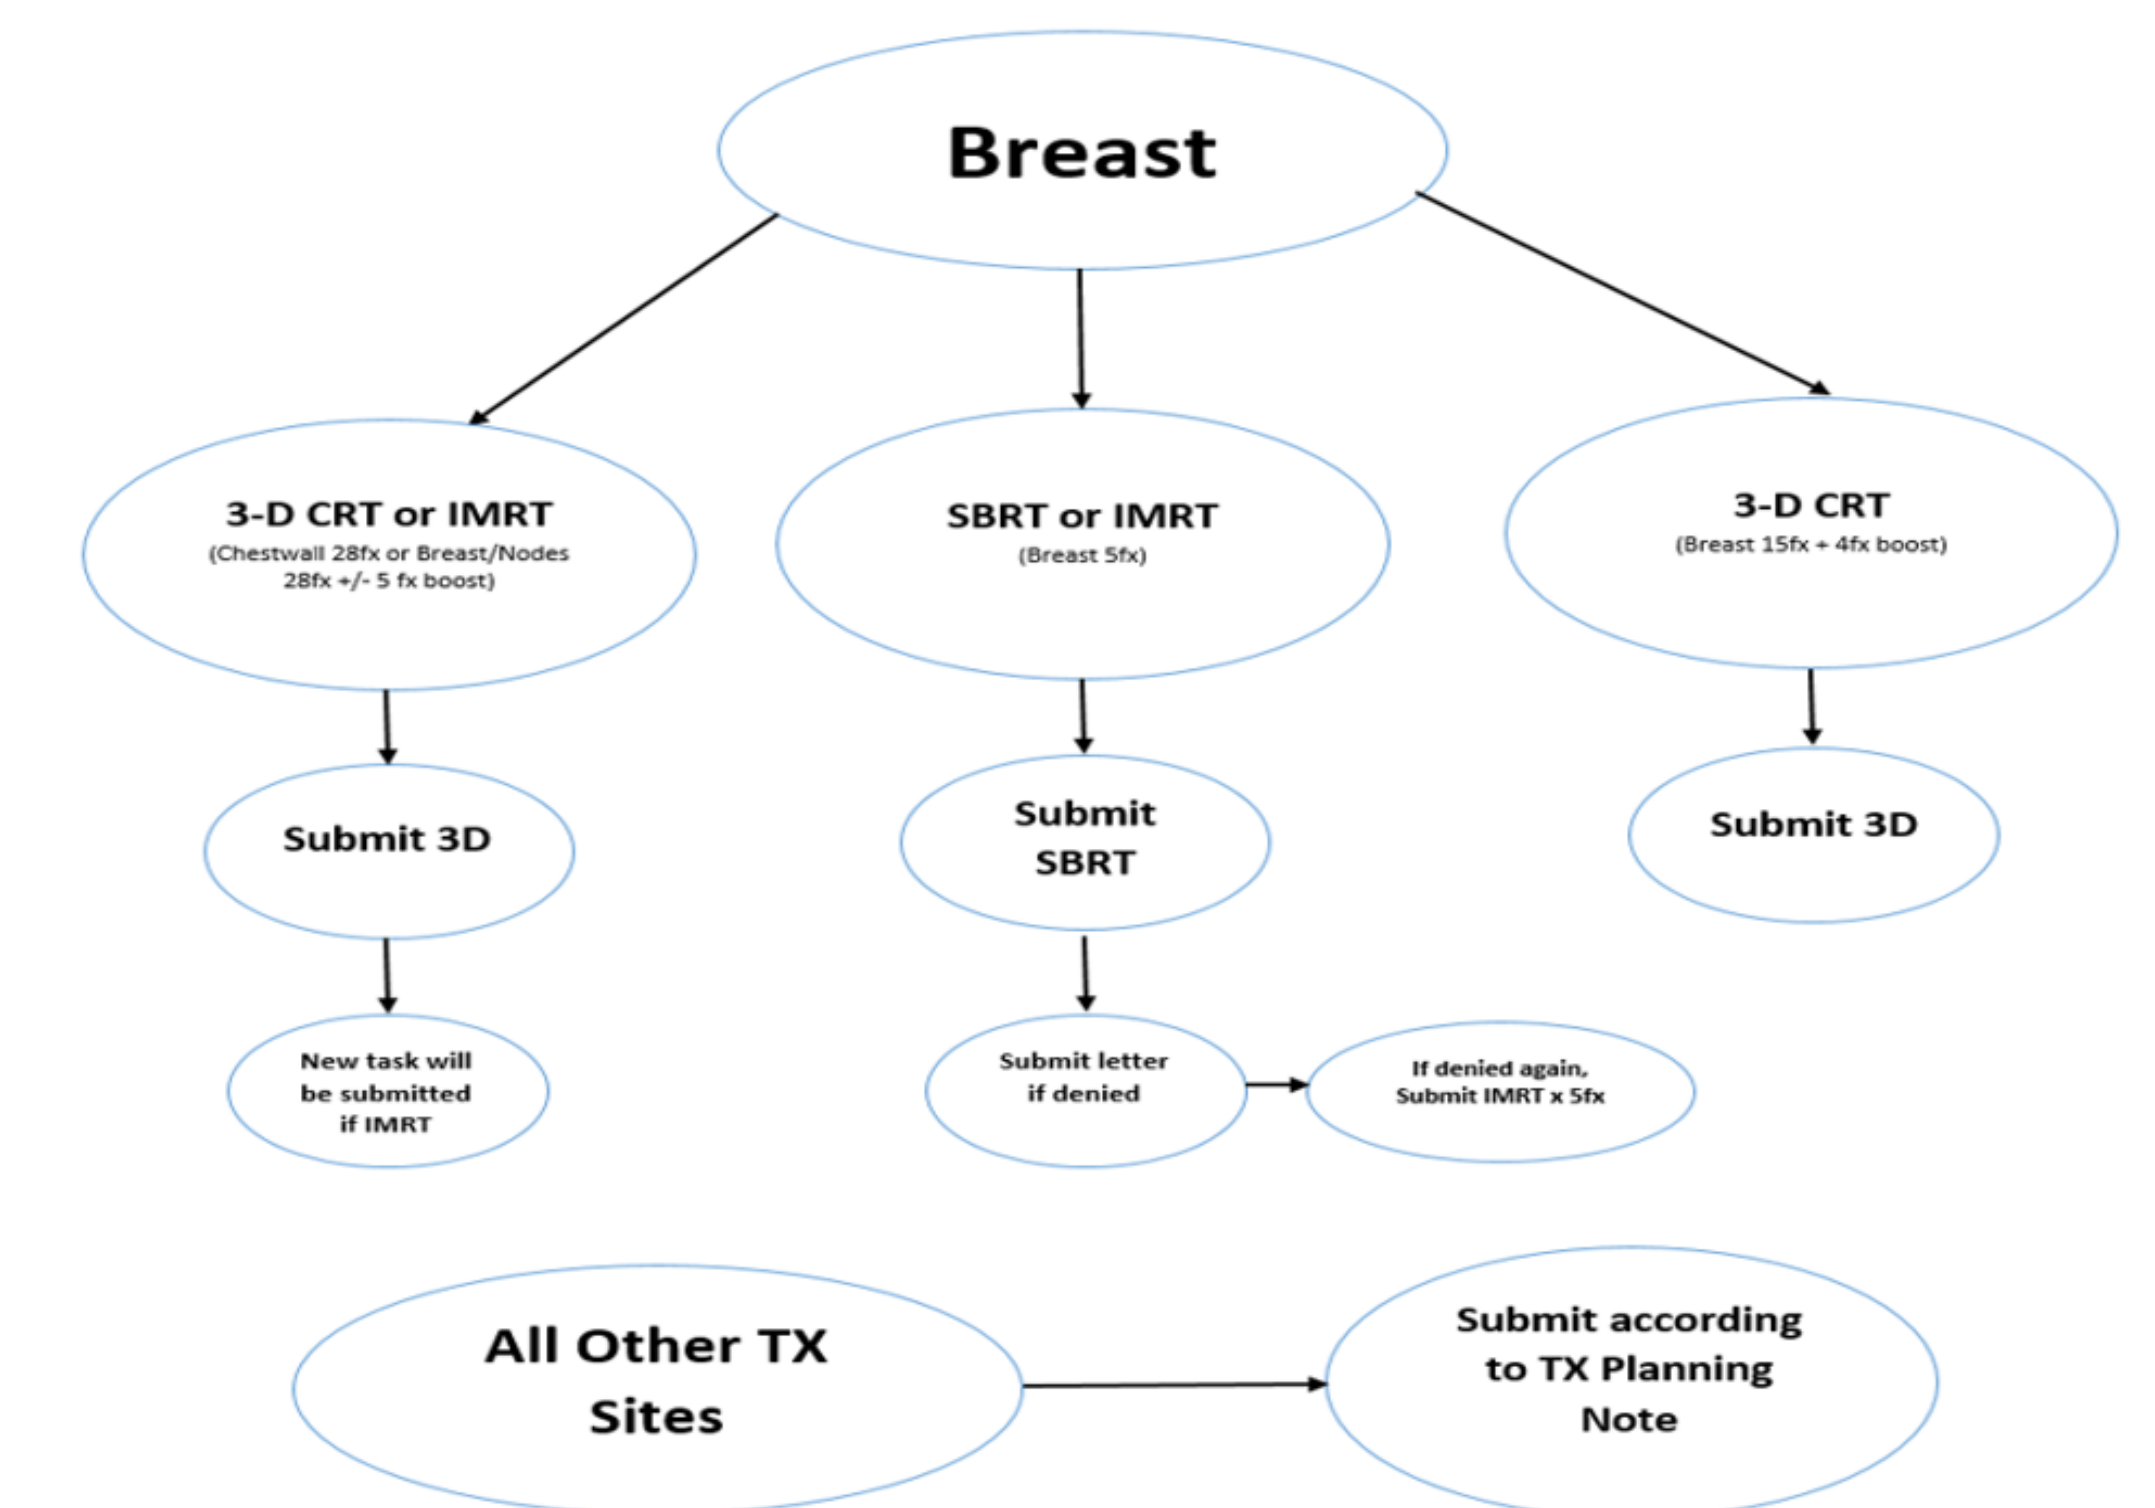 Breast
3-D CRT or IMRT
(Chestwall 28fx or Breast/Nodes
28fx +/- 5 fx boost)
SBRT or IMRT
(Breast 5fx)
3-D CRT
(Breast 15fx + 4fx boost)
Submit 3D
Submit
SBRT
Submit 3D
New task will
be submitted
if IMRT
Submit letter
if denied
If denied again,
Submit IMRT x 5fx
All Other TX
Sites
Submit according
to TX Planning
Note